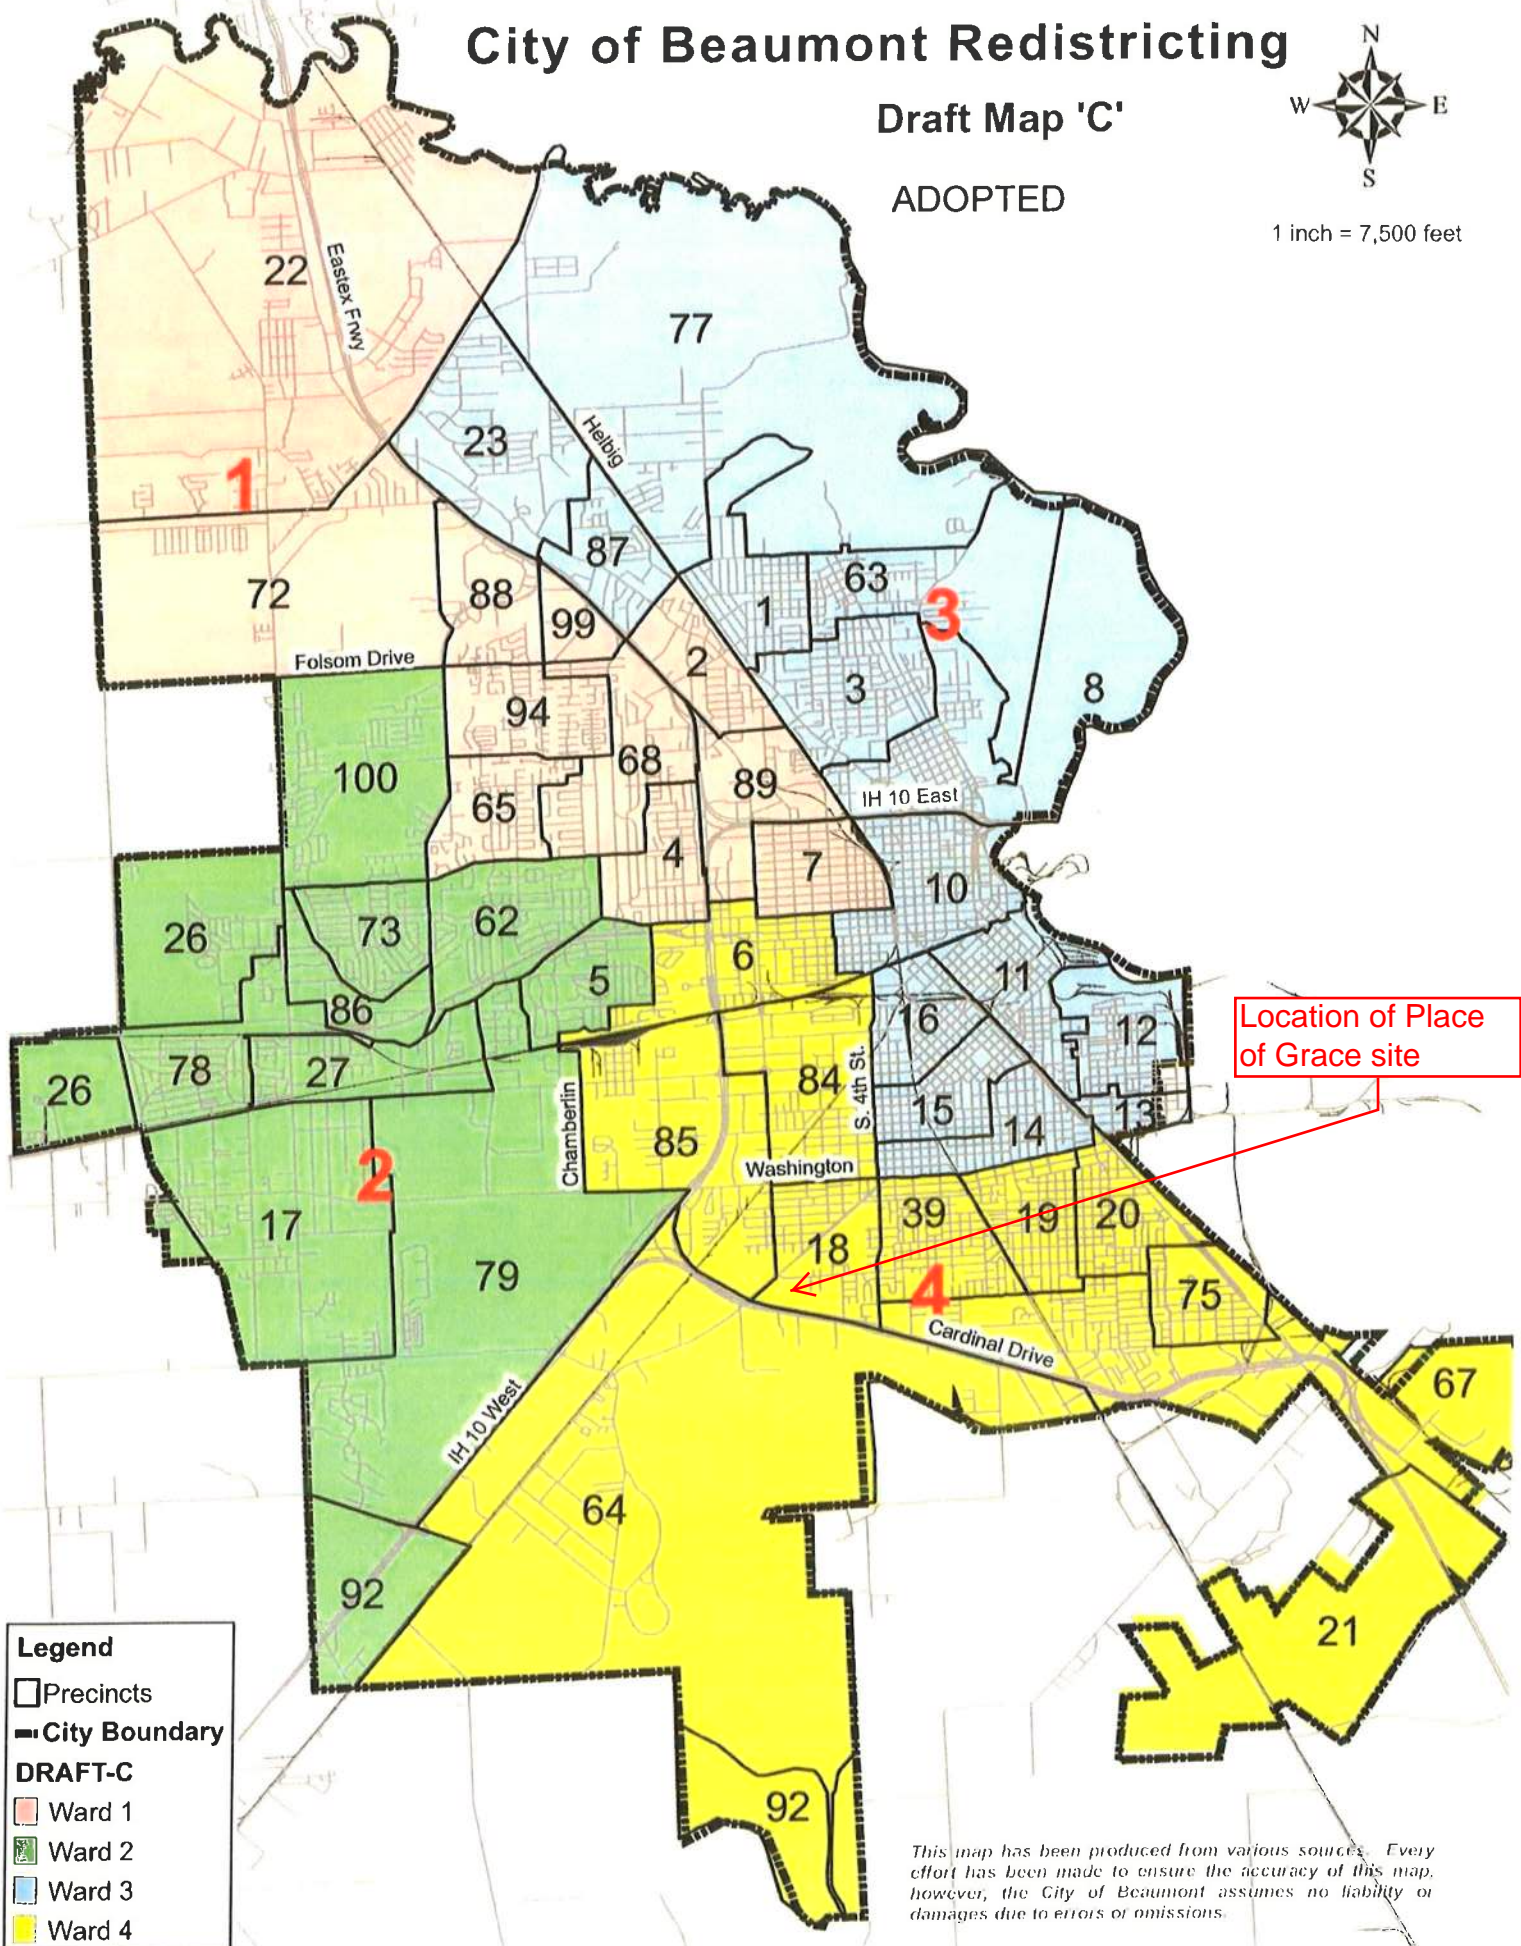 City of Beaumont Redistricting
Draft Map 'C'
ADOPTED
N
W E
S
1 inch = 7,500 feet
22
Eastex Frwy
77
23
Helbig
1
87
72
88
99
1
63
3
Folsom Drive
2
3
8
94
100
68
89
65
IH 10 East
4
7
10
26
73
62
6
5
11
86
16
12
Location of Place
of Grace site
26
78
27
84
S. 4th St.
15
13
14
Chamberlin
85
Washington
2
17
39
19
20
18
79
4
75
Cardinal Drive
67
IH 10 West
64
92
21
Legend
Precincts
City Boundary
DRAFT-C
Ward 1
Ward 2
Ward 3
Ward 4
92
This map has been produced from various sources. Every
effort has been made to ensure the accuracy of this map,
however, the City of Beaumont assumes no liability or
damages due to errors or omissions.